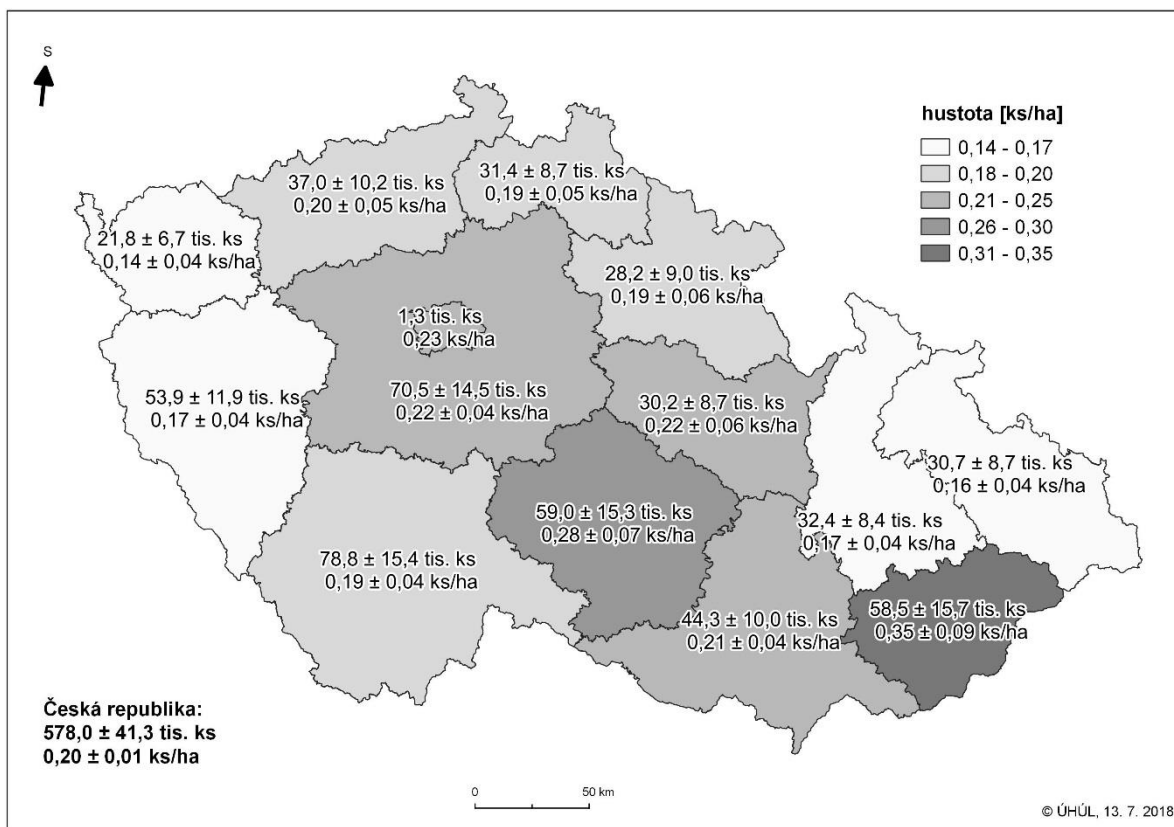 S
hustota [ks/ha]
0,14 - 0,17
0,18 - 0,20
0,21 - 0,25
0,26 - 0,30
0,31 - 0,35
37,0 ± 10,2 tis. ks
0,20 ± 0,05 ks/ha
31,4 ± 8,7 tis. ks
0,19 ± 0,05 ks/ha
21,8 ± 6,7 tis. ks
0,14 ± 0,04 ks/ha
28,2 ± 9,0 tis. ks
0,19 ± 0,06 ks/ha
1,3 tis. ks
0,23 ks/ha
53,9 ± 11,9 tis. ks
0,17 ± 0,04 ks/ha
70,5 ± 14,5 tis. ks
0,22 ± 0,04 ks/ha
30,2 ± 8,7 tis. ks
0,22 ± 0,06 ks/ha
30,7 ± 8,7 tis. ks
0,16 ± 0,04 ks/ha
59,0 ± 15,3 tis. ks
0,28 ± 0,07 ks/ha
32,4 ± 8,4 tis. ks
0,17 ± 0,04 ks/ha
78,8 ± 15,4 tis. ks
0,19 ± 0,04 ks/ha
44,3 ± 10,0 tis. ks
0,21 ± 0,04 ks/ha
58,5 ± 15,7 tis. ks
0,35 ± 0,09 ks/ha
Česká republika:
578,0 ± 41,3 tis. ks
0,20 ± 0,01 ks/ha
0 50 km
© ÚHÚL, 13. 7. 2018